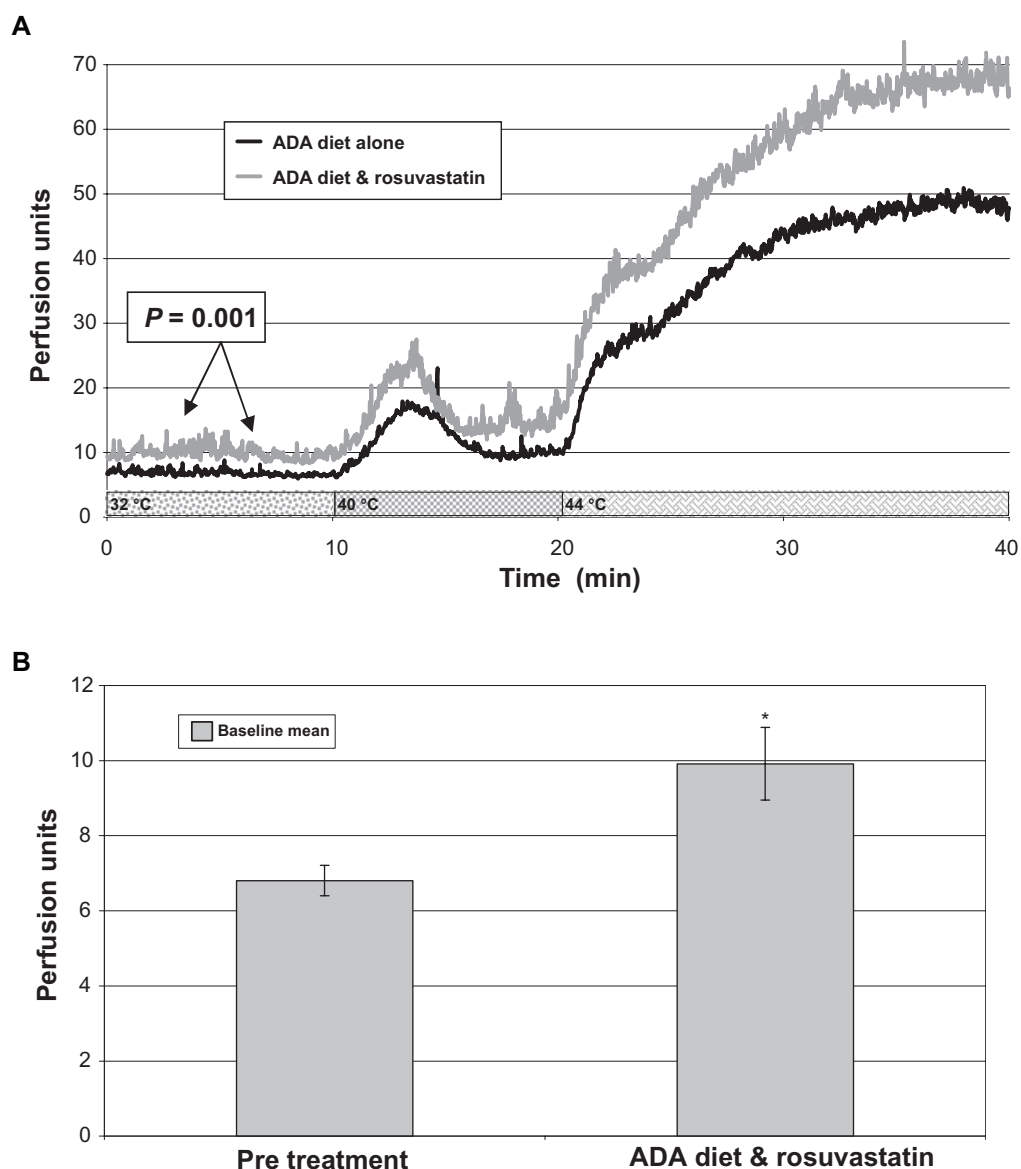 A
70
60
50
40
30
20
10
0
Perfusion units
ADA diet alone
ADA diet & rosuvastatin
P = 0.001
32 °C
40 °C
44 °C
0
10
20
30
40
Time (min)
B
12
10
8
6
4
2
0
Perfusion units
Baseline mean
*
Pre treatment
ADA diet & rosuvastatin